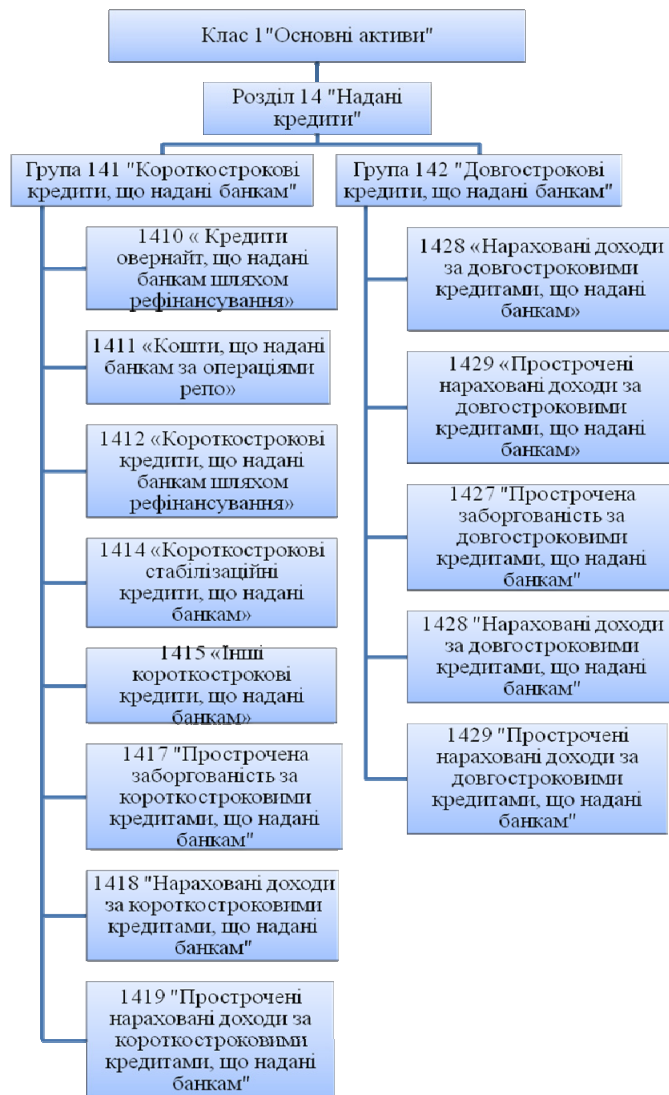 Клас 1"Основні активи"
Розділ 14 "Надані
кредити"
Група 141 "Короткострокові
кредити, що надані банкам"
1410 « Кредити
овернайт, що надані
банкам шляхом
рефінансування»
1411 «Кошти, що надані
банкам за операціями
репо»
1412 «Короткострокові
кредити, що надані
банкам шляхом
рефінансування»
1414 «Короткострокові
стабілізаційні
кредити, що надані
банкам»
1415 «Інші
короткострокові
кредити, що надані
банкам»
1417 "Прострочена
заборгованість за
короткостроковими
кредитами, що надані
банкам"
1418 "Нараховані доходи
за короткостроковими
кредитами, що надані
банкам"
1419 "Прострочені
нараховані доходи за
короткостроковими
кредитами, що надані
банкам"
Група 142 "Довгострокові
кредити, що надані банкам"
1428 «Нараховані доходи
за довгостроковими
кредитами, що надані
банкам»
1429 «Прострочені
нараховані доходи за
довгостроковими
кредитами, що надані
банкам»
1427 "Прострочена
заборгованість за
довгостроковими
кредитами, що надані
банкам"
1428 "Нараховані доходи
за довгостроковими
кредитами, що надані
банкам"
1429 "Прострочені
нараховані доходи за
довгостроковими
кредитами, що надані
банкам"